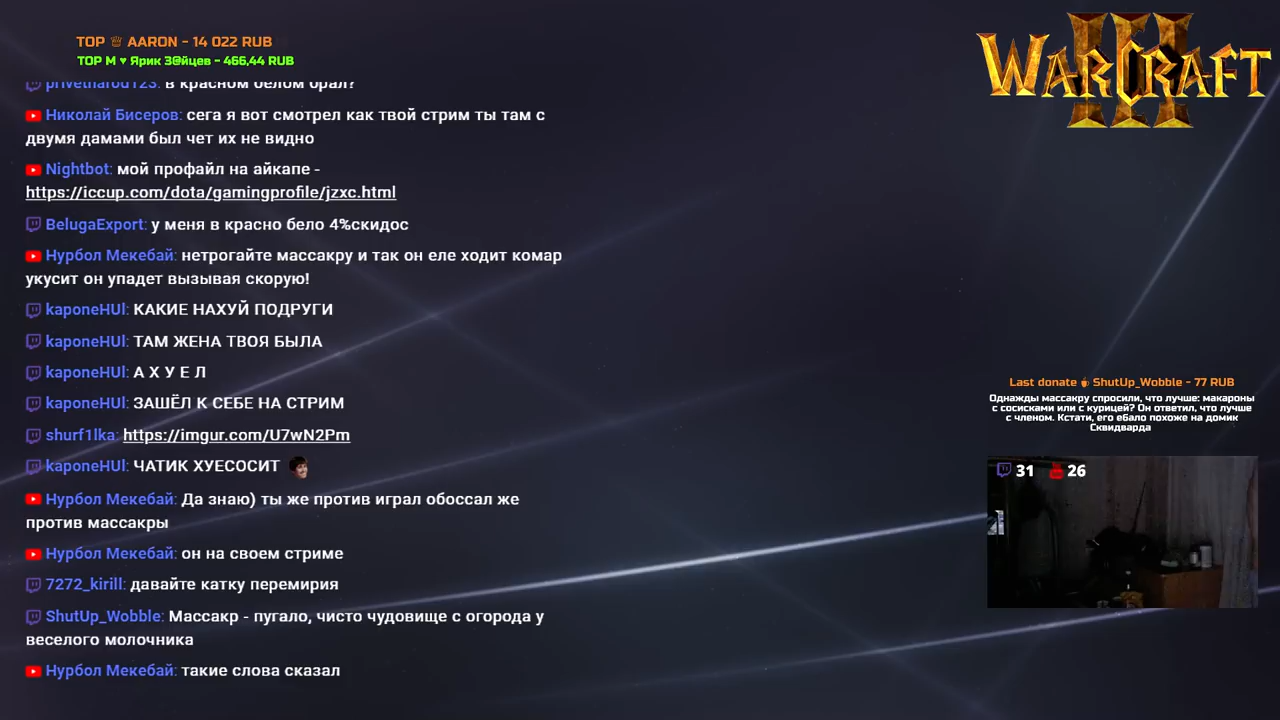 TOP ♕ AARON - 14 022 RUB
TOP M ♥ Ярик З@йцев - 466,44 RUB
WARCRAFT
III
privetnarod123: в красном белом брал?
Николай Бисеров: сега я вот смотрел как твой стрим ты там с
двумя дамами был чет их не видно
Nightbot: мой профайл на айкапе -
https://iccup.com/dota/gamingprofile/jzxc.html
BelugaExport: у меня в красно бело 4%скидос
Нурбол Мекебай: нетрогайте массакру и так он еле ходит комар
укусит он упадет вызывая скорую!
kaponeHUl: КАКИЕ НАХУЙ ПОДРУГИ
kaponeHUl: ТАМ ЖЕНА ТВОЯ БЫЛА
kaponeHUl: А Х У Е Л
kaponeHUl: ЗАШЁЛ К СЕБЕ НА СТРИМ
shurf1lka: https://imgur.com/U7wN2Pm
kaponeHUl: ЧАТИК ХУЕСОСИТ
Нурбол Мекебай: Да знаю) ты же против играл обоссал же
против массакры
Нурбол Мекебай: он на своем стриме
7272_kirill: давайте катку перемирия
ShutUp_Wobble: Массакр - пугало, чисто чудовище с огорода у
веселого молочника
Нурбол Мекебай: такие слова сказал
Last donate ShutUp_Wobble - 77 RUB
Однажды массакру спросили, что лучше: макароны
с сосисками или с курицей? Он ответил, что лучше
с членом. Кстати, его ебало похоже на домик
Сквидварда
31 26